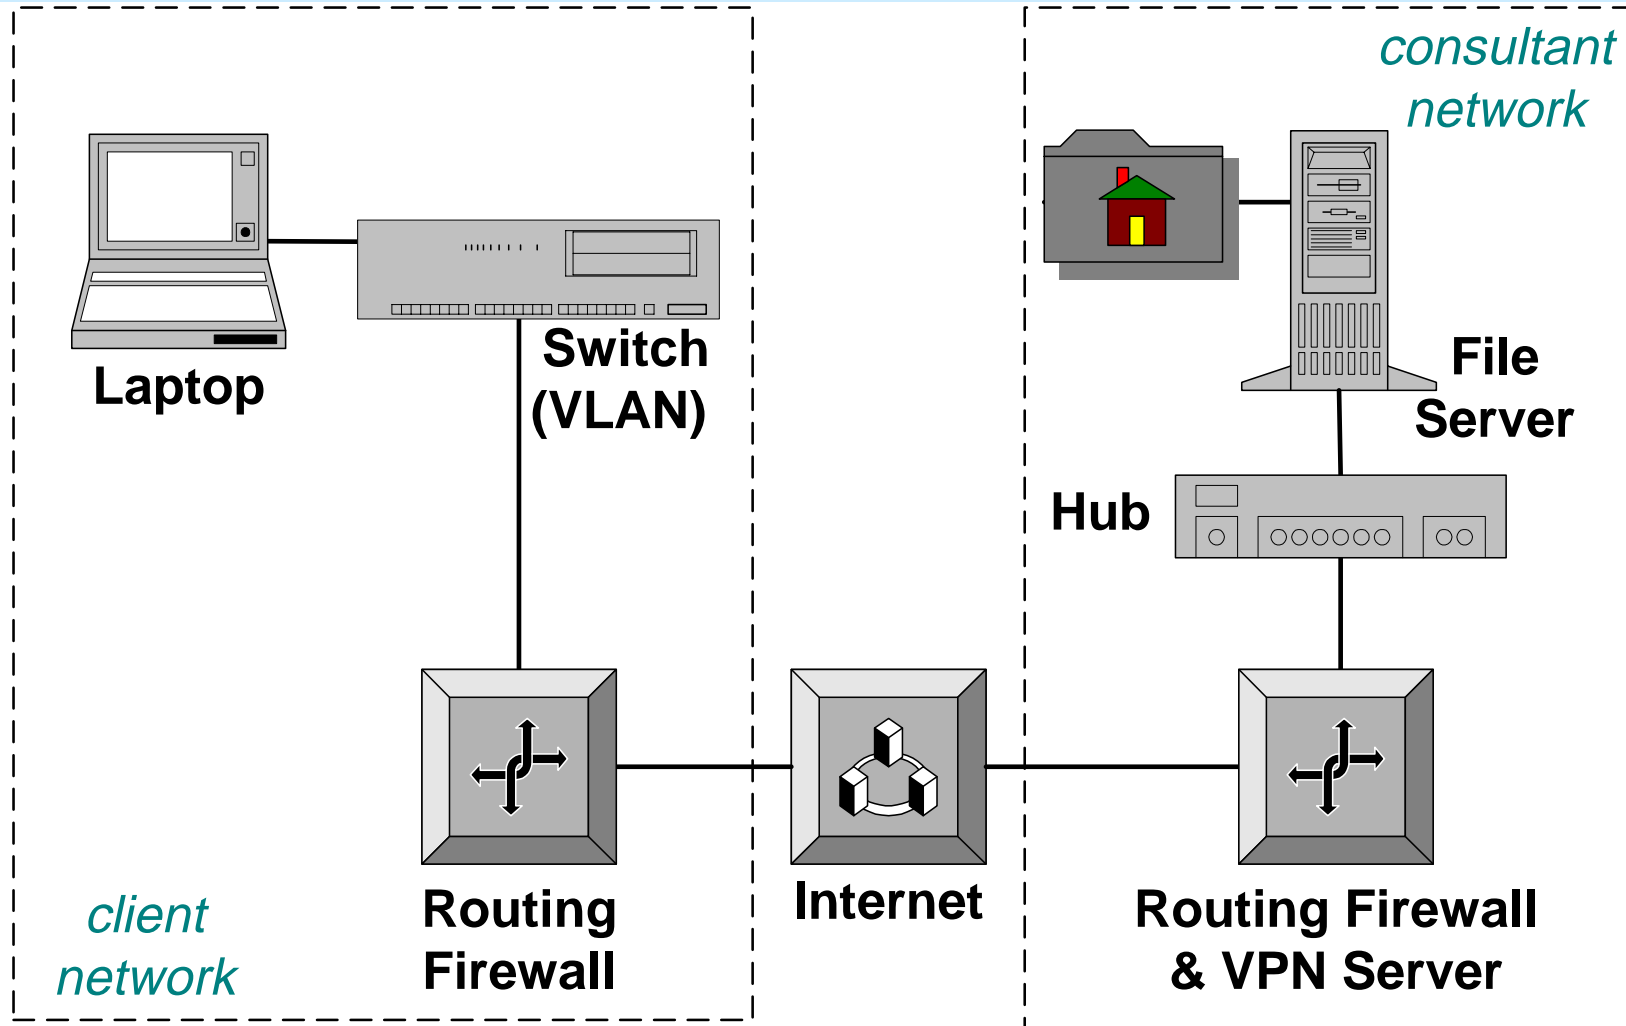 consultant
network
Laptop
Switch
(VLAN)
File
Server
Hub
client
network
Routing
Firewall
Internet
Routing Firewall
& VPN Server